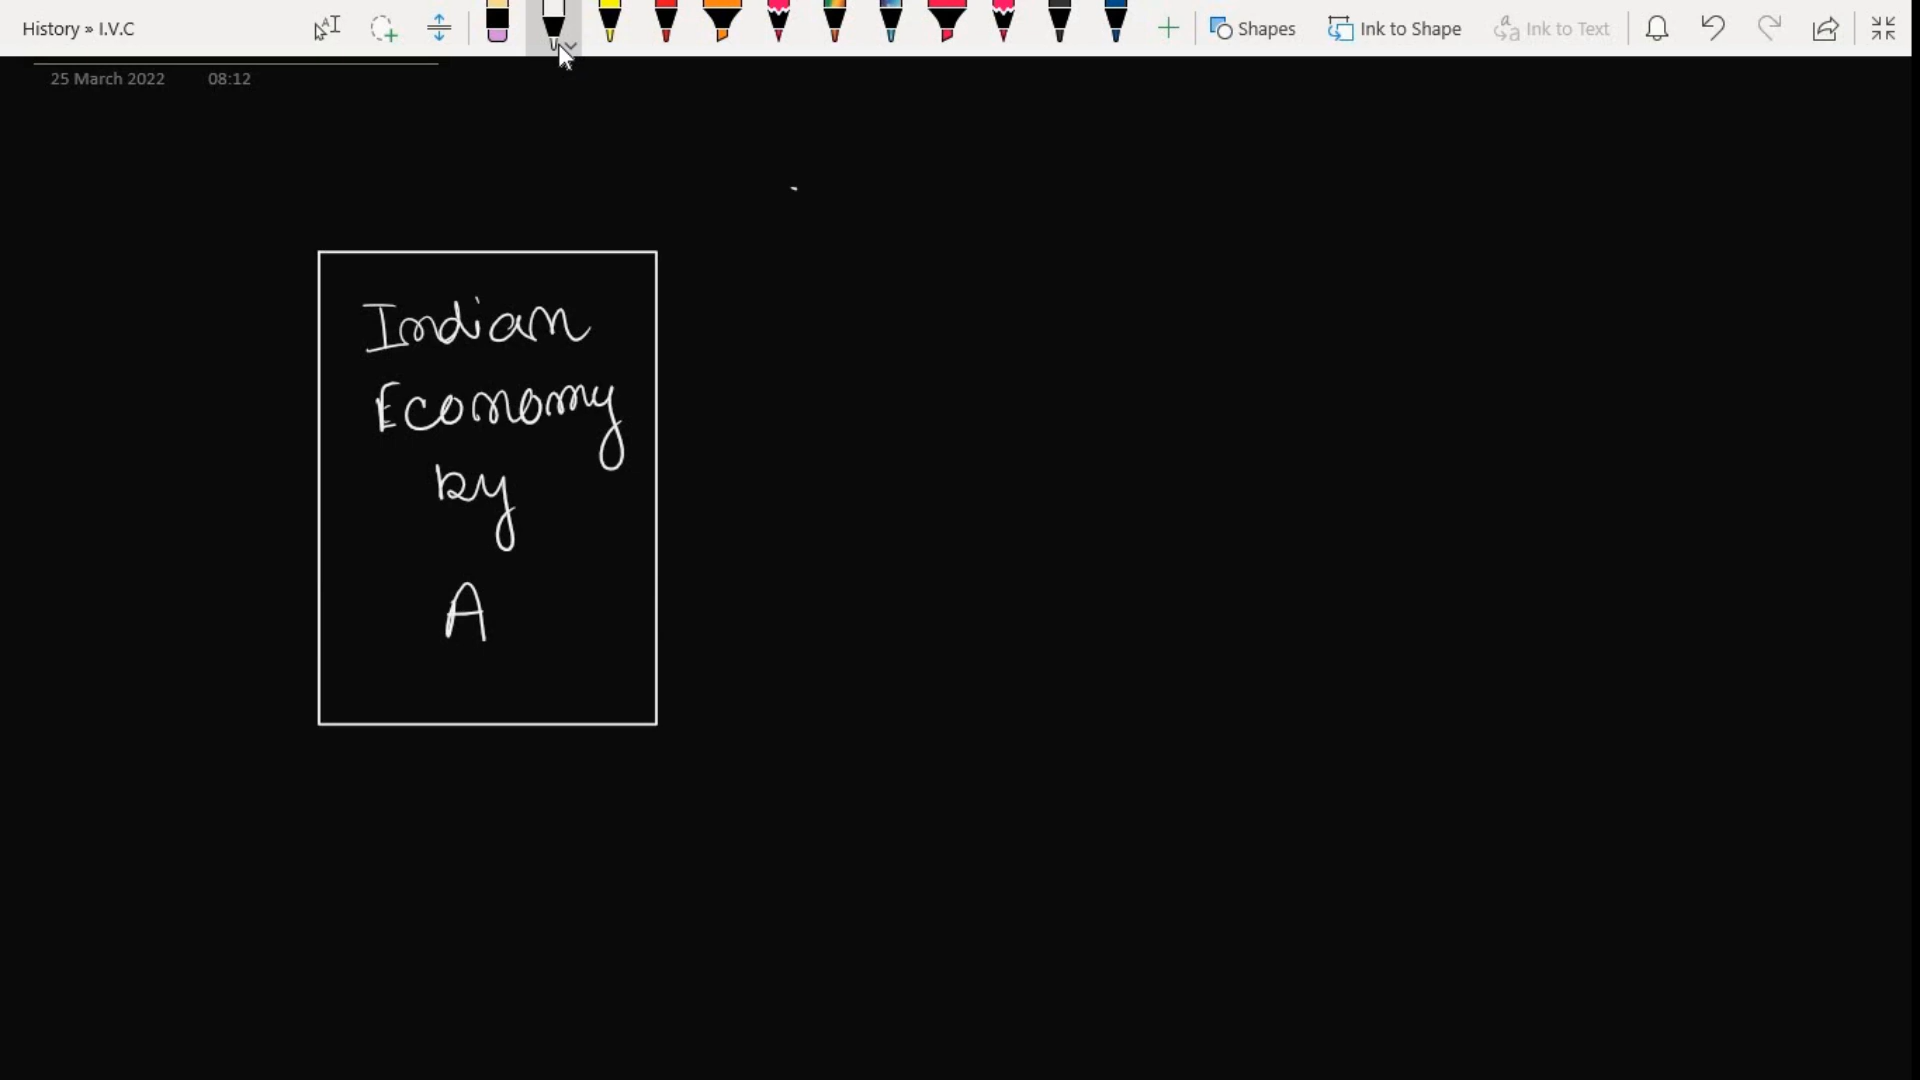 History » I.V.C
Shapes
Ink to Shape
Ink to Text
25 March 2022 08:12
Indian
Economy
by
A